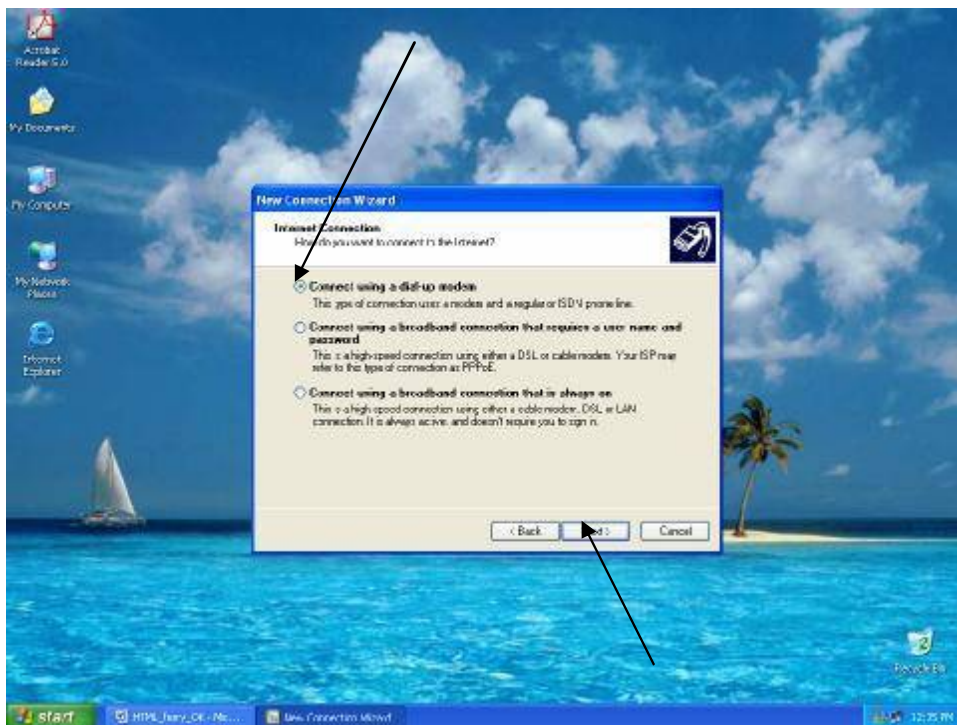 Acrobat
Reader 5.0
My Documents
My Computer
My Network
Places
Internet
Explorer
New Connection Wizard
Internet Connection
How do you want to connect to the Internet?
Connect using a dial-up modem
This type of connection uses a modem and a regular or ISDN phone line.
Connect using a broadband connection that requires a user name and
password
This is a high-speed connection using either a DSL or cable modem. Your ISP may
refer to this type of connection as PPPoE.
Connect using a broadband connection that is always on
This is a high-speed connection using either a cable modem, DSL or LAN
connection. It is always active, and doesn't require you to sign in.
< Back
Next >
Cancel
Recycle Bin
start
New Connection Wizard
12:35 PM